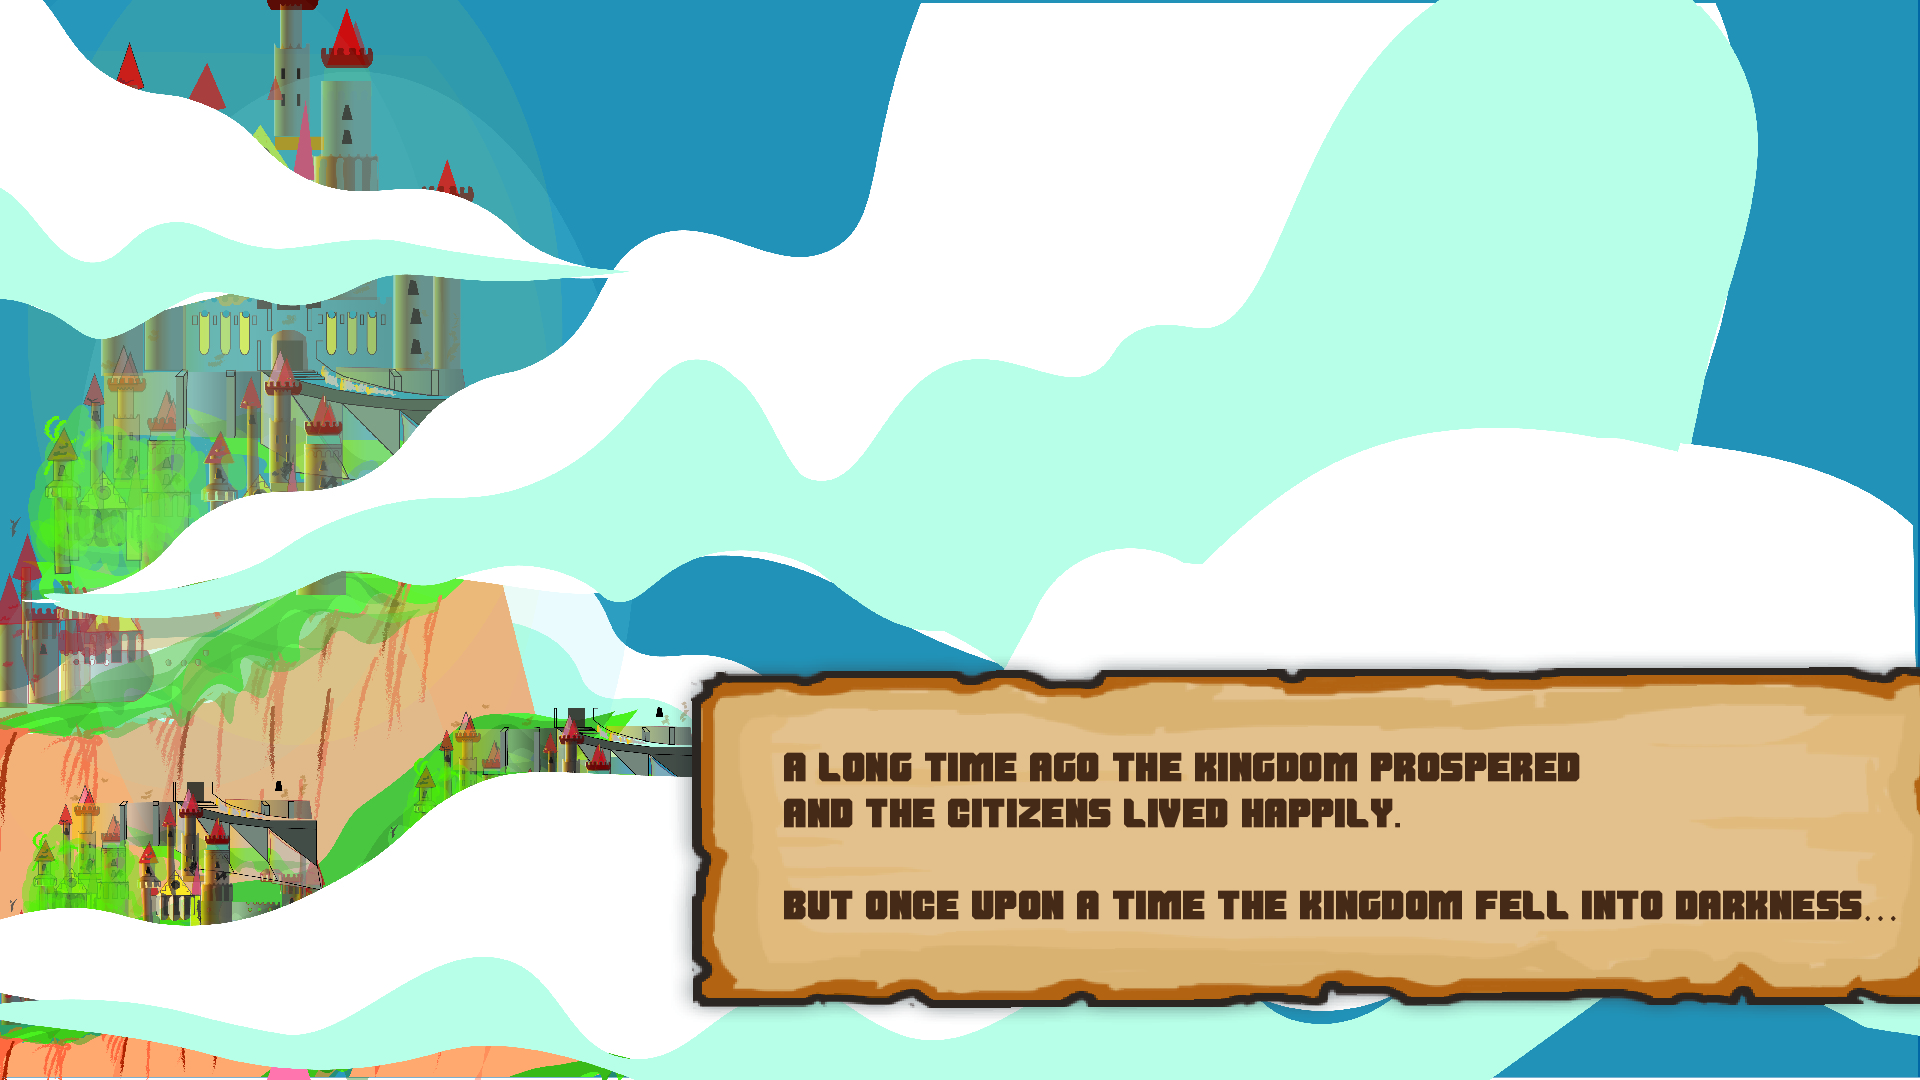 A LONG TIME AGO THE KINGDOM PROSPERED
AND THE CITIZENS LIVED HAPPILY.
BUT ONCE UPON A TIME THE KINGDOM FELL INTO DARKNESS...